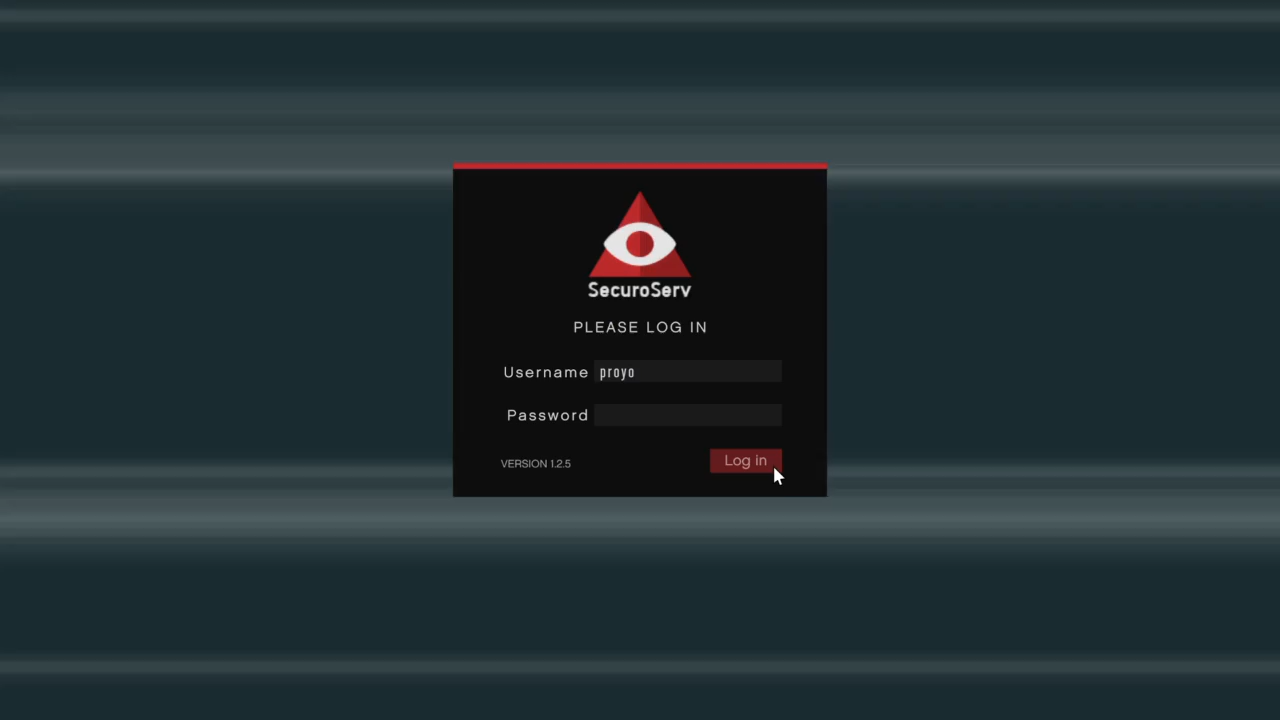 SecuroServ
PLEASE LOG IN
Username proyo
Password
VERSION 1.2.5 Log in